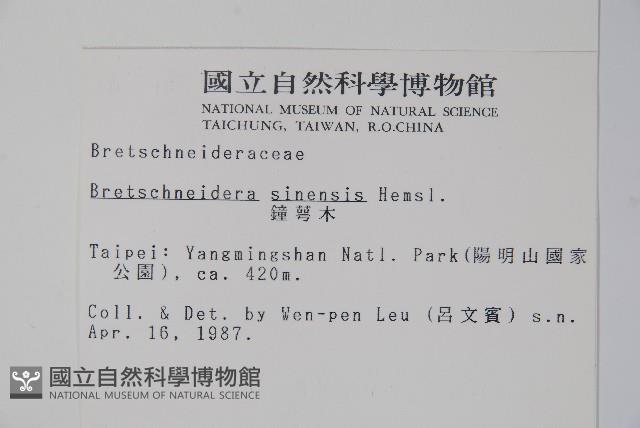 國立自然科學博物館
NATIONAL MUSEUM OF NATURAL SCIENCE
TAICHUNG, TAIWAN, R.O.CHINA
Bretschneideraceae
Bretschneidera sinensis Hemsl.
鐘萼木
Taipei: Yangmingshan Natl. Park(陽明山國家
公園), ca. 420m.
Coll. & Det. by Wen-pen Leu (呂文賓) s.n.
Apr. 16, 1987.
國立自然科學博物館
NATIONAL MUSEUM OF NATURAL SCIENCE